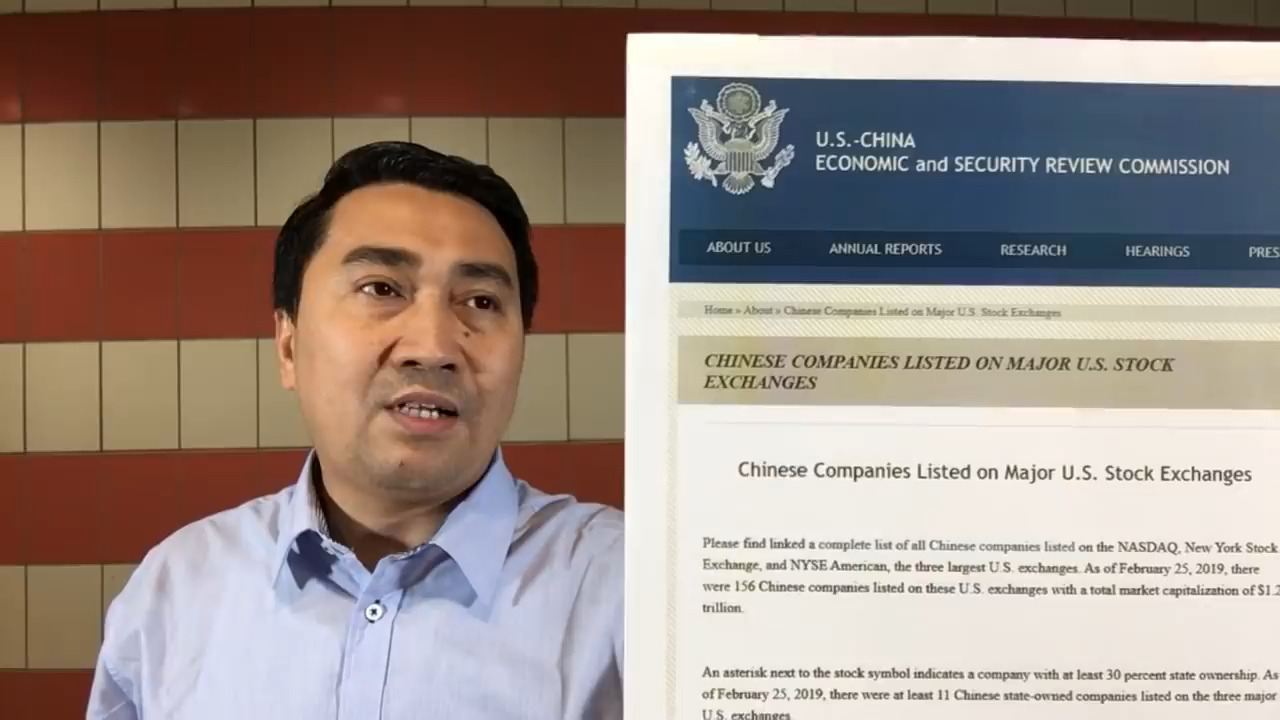 U.S.-CHINA
ECONOMIC and SECURITY REVIEW COMMISSION
ABOUT US ANNUAL REPORTS RESEARCH HEARINGS PRES
Home » About » Chinese Companies Listed on Major U.S. Stock Exchanges
CHINESE COMPANIES LISTED ON MAJOR U.S. STOCK
EXCHANGES
Chinese Companies Listed on Major U.S. Stock Exchanges
Please find linked a complete list of all Chinese companies listed on the NASDAQ, New York Stock
Exchange, and NYSE American, the three largest U.S. exchanges. As of February 25, 2019, there
were 156 Chinese companies listed on these U.S. exchanges with a total market capitalization of $1.2
trillion.
An asterisk next to the stock symbol indicates a company with at least 30 percent state ownership. As
of February 25, 2019, there were at least 11 Chinese state-owned companies listed on the three major
U.S. exchanges.